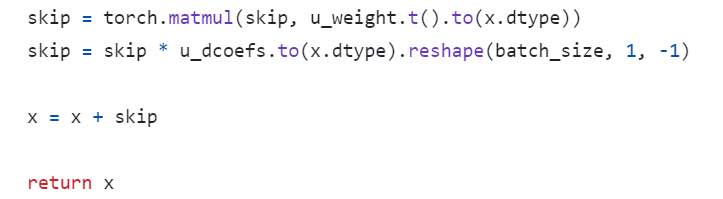 skip = torch.matmul(skip, u_weight.t().to(x.dtype))
skip = skip * u_dcoefs.to(x.dtype).reshape(batch_size, 1, -1)
x = x + skip
return x